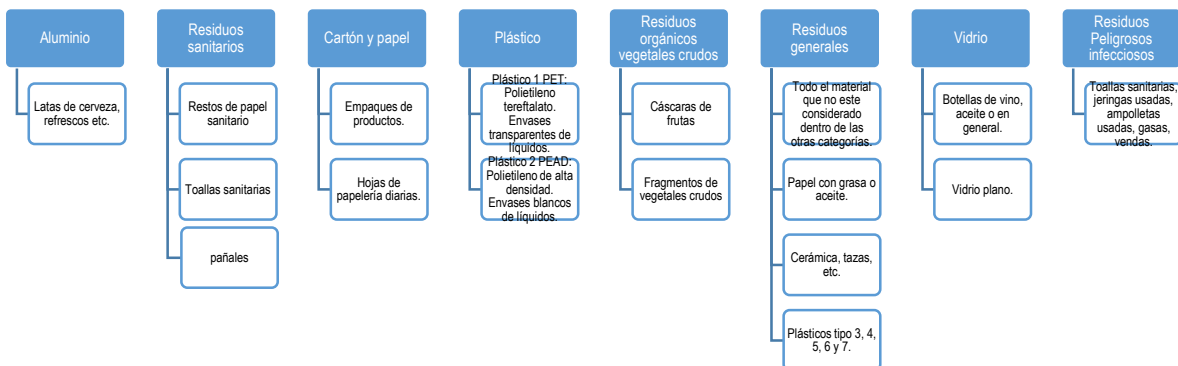 Aluminio
Latas de cerveza,
refrescos etc.
Residuos
sanitarios
Restos de papel
sanitario
Toallas sanitarias
pañales
Cartón y papel
Empaques de
productos.
Hojas de
papelería diarias.
Plástico
Plástico 1 PET:
Polietileno
tereftalato.
Envases
transparentes de
líquidos.
Plástico 2 PEAD:
Polietileno de alta
densidad.
Envases blancos
de líquidos.
Residuos
orgánicos
vegetales crudos
Cáscaras de
frutas
Fragmentos de
vegetales crudos
Residuos
generales
Todo el material
que no este
considerado
dentro de las
otras categorías.
Papel con grasa o
aceite.
Cerámica, tazas,
etc.
Plásticos tipo 3, 4,
5, 6 y 7.
Vidrio
Botellas de vino,
aceite o en
general.
Vidrio plano.
Residuos
Peligrosos
infecciosos
Toallas sanitarias,
jeringas usadas,
ampolletas
usadas, gasas,
vendas.